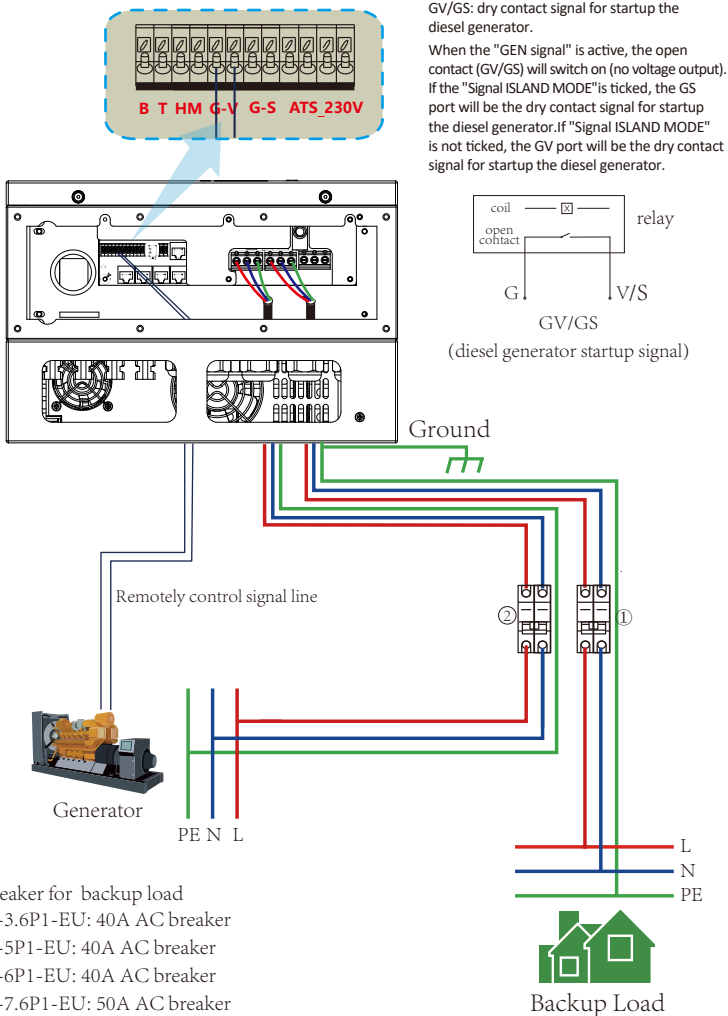 GV/GS: dry contact signal for startup the
diesel generator.
When the "GEN signal" is active, the open
contact (GV/GS) will switch on (no voltage output).
If the "Signal ISLAND MODE"is ticked, the GS
port will be the dry contact signal for startup
the diesel generator.If "Signal ISLAND MODE"
is not ticked, the GV port will be the dry contact
signal for startup the diesel generator.
B T HM G-V G-S ATS_230V
coil
relay
open
contact
G
V/S
GV/GS
(diesel generator startup signal)
Ground
Remotely control signal line
②
①
Generator
PE N L
L
N
PE
eaker for backup load
-3.6P1-EU: 40A AC breaker
-5P1-EU: 40A AC breaker
-6P1-EU: 40A AC breaker
-7.6P1-EU: 50A AC breaker
Backup Load